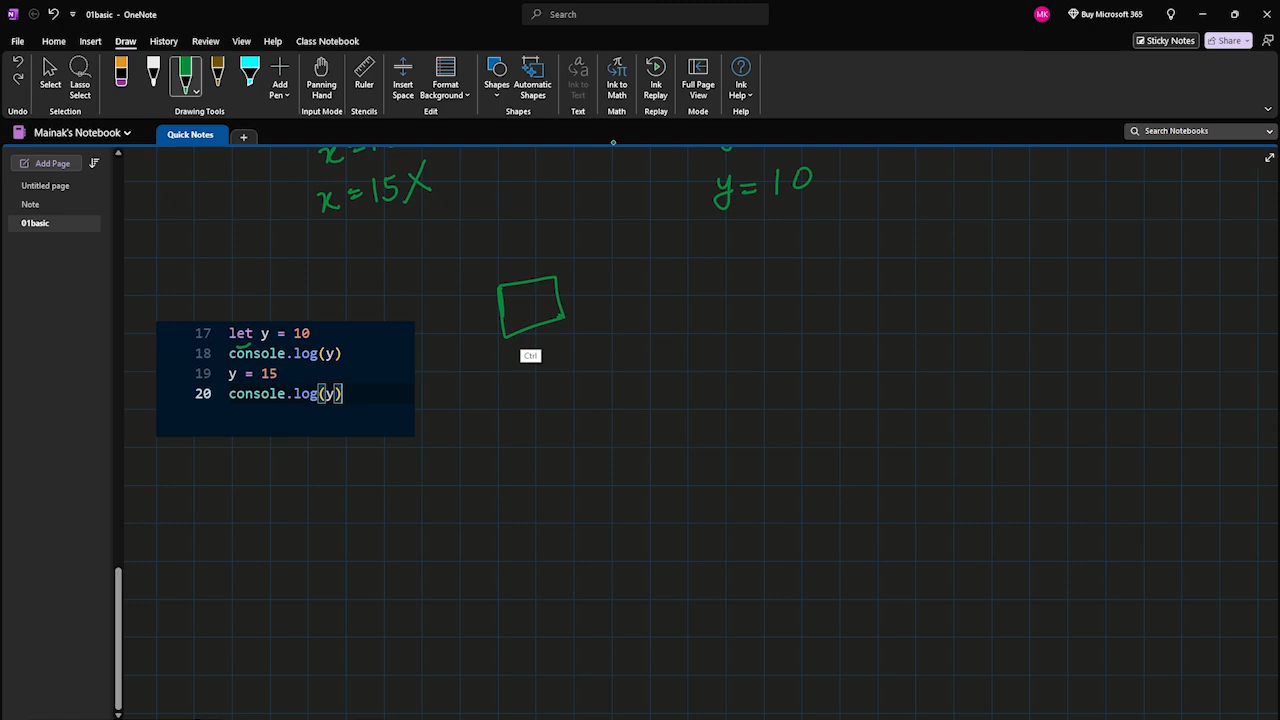 01basic - OneNote
Search
MK
Buy Microsoft 365
File Home Insert Draw History Review View Help Class Notebook
Sticky Notes
Share
Undo
Select
Lasso Select
Selection
Drawing Tools
Add Pen
Panning Hand
Input Mode
Ruler
Stencils
Insert Space
Format Background
Edit
Shapes
Automatic Shapes
Shapes
Ink to Text
Text
Ink to Math
Math
Ink Replay
Replay
Full Page View
Mode
Ink Help
Help
Mainak's Notebook
Quick Notes
+
Search Notebooks
Add Page
Untitled page
Note
01basic
x = 15 X
y = 10
17 let y = 10
18 console.log(y)
19 y = 15
20 console.log(y)
Ctrl